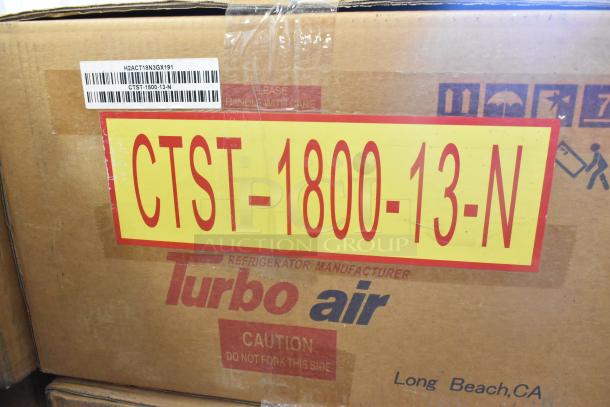 H2ACT18N3GX191
CTST-1800-13-N
PLEASE
HANDLE WITH CARE
CTST-1800-13-N
PCI
AUCTION GROUP
REFRIGERATOR MANUFACTURER
Turbo air
CAUTION
DO NOT FORK THIS SIDE
Long Beach,CA